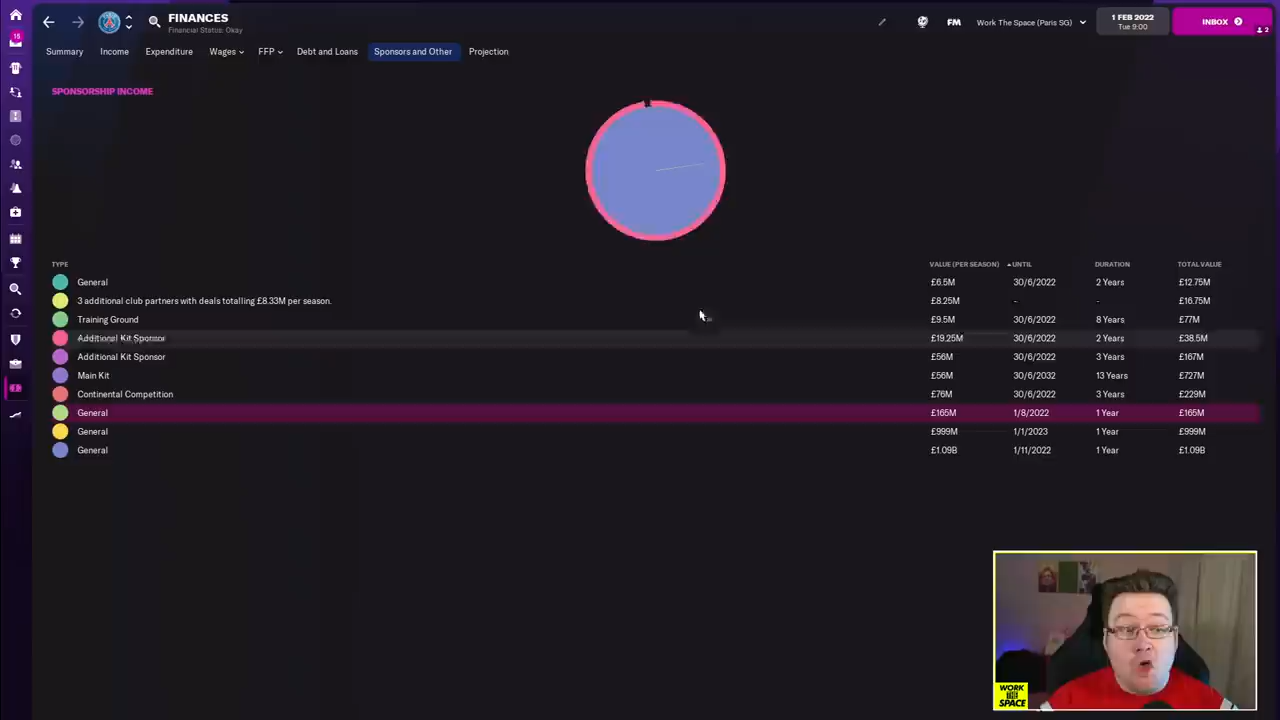 FINANCES
Financial Status: Okay
FM
Work The Space (Paris SG)
1 FEB 2022
Tue 9:00
INBOX
2
15
Summary
Income
Expenditure
Wages
FFP
Debt and Loans
Sponsors and Other
Projection
SPONSORSHIP INCOME
TYPE VALUE (PER SEASON) UNTIL DURATION TOTAL VALUE
General £6.5M 30/6/2022 2 Years £12.75M
3 additional club partners with deals totalling £8.33M per season. £8.25M - - £16.75M
Training Ground £9.5M 30/6/2022 8 Years £77M
Additional Kit Sponsor £19.25M 30/6/2022 2 Years £38.5M
Additional Kit Sponsor £56M 30/6/2022 3 Years £167M
Main Kit £56M 30/6/2032 13 Years £727M
Continental Competition £76M 30/6/2022 3 Years £229M
General £165M 1/8/2022 1 Year £165M
General £999M 1/1/2023 1 Year £999M
General £1.09B 1/11/2022 1 Year £1.09B
WORK
THE
SPACE